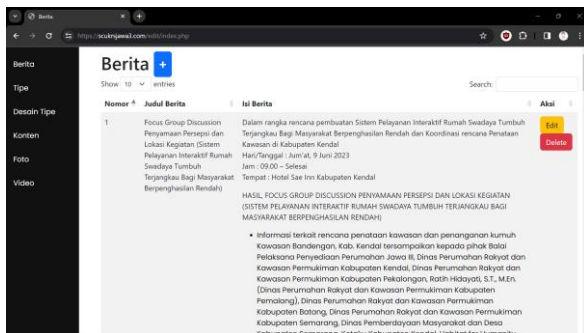 Berita
https://scukrsjawa3.com/edit/index.php
Berita
Tipe
Desain Tipe
Konten
Foto
Video
Berita +
Show 10 entries
Search:
Nomor Judul Berita Isi Berita Aksi
1
Focus Group Discussion
Penyamaan Persepsi dan
Lokasi Kegiatan (Sistem
Pelayanan Interaktif Rumah
Swadaya Tumbuh
Terjangkau Bagi Masyarakat
Berpenghasilan Rendah)
Dalam rangka rencana pembuatan Sistem Pelayanan Interaktif Rumah Swadaya Tumbuh
Terjangkau Bagi Masyarakat Berpenghasilan Rendah dan Koordinasi rencana Penataan
Kawasan di Kabupaten Kendal
Hari/Tanggal : Jum'at, 9 Juni 2023
Jam : 09.00 – Selesai
Tempat : Hotel Sae Inn Kabupaten Kendal
HASIL, FOCUS GROUP DISCUSSION PENYAMAAN PERSEPSI DAN LOKASI KEGIATAN
(SISTEM PELAYANAN INTERAKTIF RUMAH SWADAYA TUMBUH TERJANGKAU BAGI
MASYARAKAT BERPENGHASILAN RENDAH)
• Informasi terkait rencana penataan kawasan dan penanganan kumuh
Kawasan Bandengan, Kab. Kendal tersampaikan kepada pihak Balai
Pelaksana Penyediaan Perumahan Jawa III, Dinas Perumahan Rakyat dan
Kawasan Permukiman Kabupaten Kendal, Dinas Perumahan Rakyat dan
Kawasan Permukiman Kabupaten Pekalongan, Ratih Hidayati, S.T., M.En.
(Dinas Perumahan Rakyat dan Kawasan Permukiman Kabupaten
Pemalang), Dinas Perumahan Rakyat dan Kawasan Permukiman
Kabupaten Batang, Dinas Perumahan Rakyat dan Kawasan Permukiman
Kabupaten Semarang, Dinas Pemberdayaan Masyarakat dan Desa
Edit
Delete